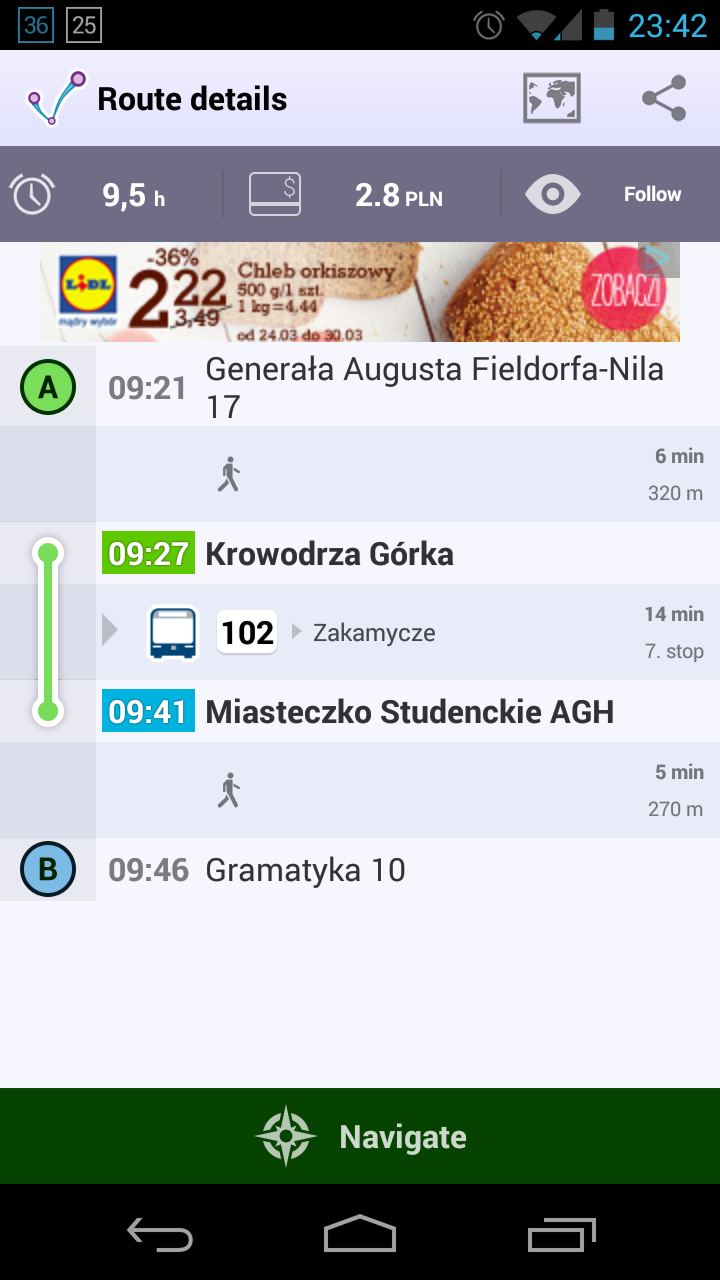 36 25 23:42
Route details
9,5 h 2.8 PLN Follow
-36%
LIDL
mądry wybór
2 22
3,49
Chleb orkiszowy
500 g/1 szt.
1 kg=4,44
od 24.03 do 30.03
ZOBACZ!
A 09:21 Generała Augusta Fieldorfa-Nila
17
6 min
320 m
09:27 Krowodrza Górka
102 Zakamycze
14 min
7. stop
09:41 Miasteczko Studenckie AGH
5 min
270 m
B 09:46 Gramatyka 10
Navigate